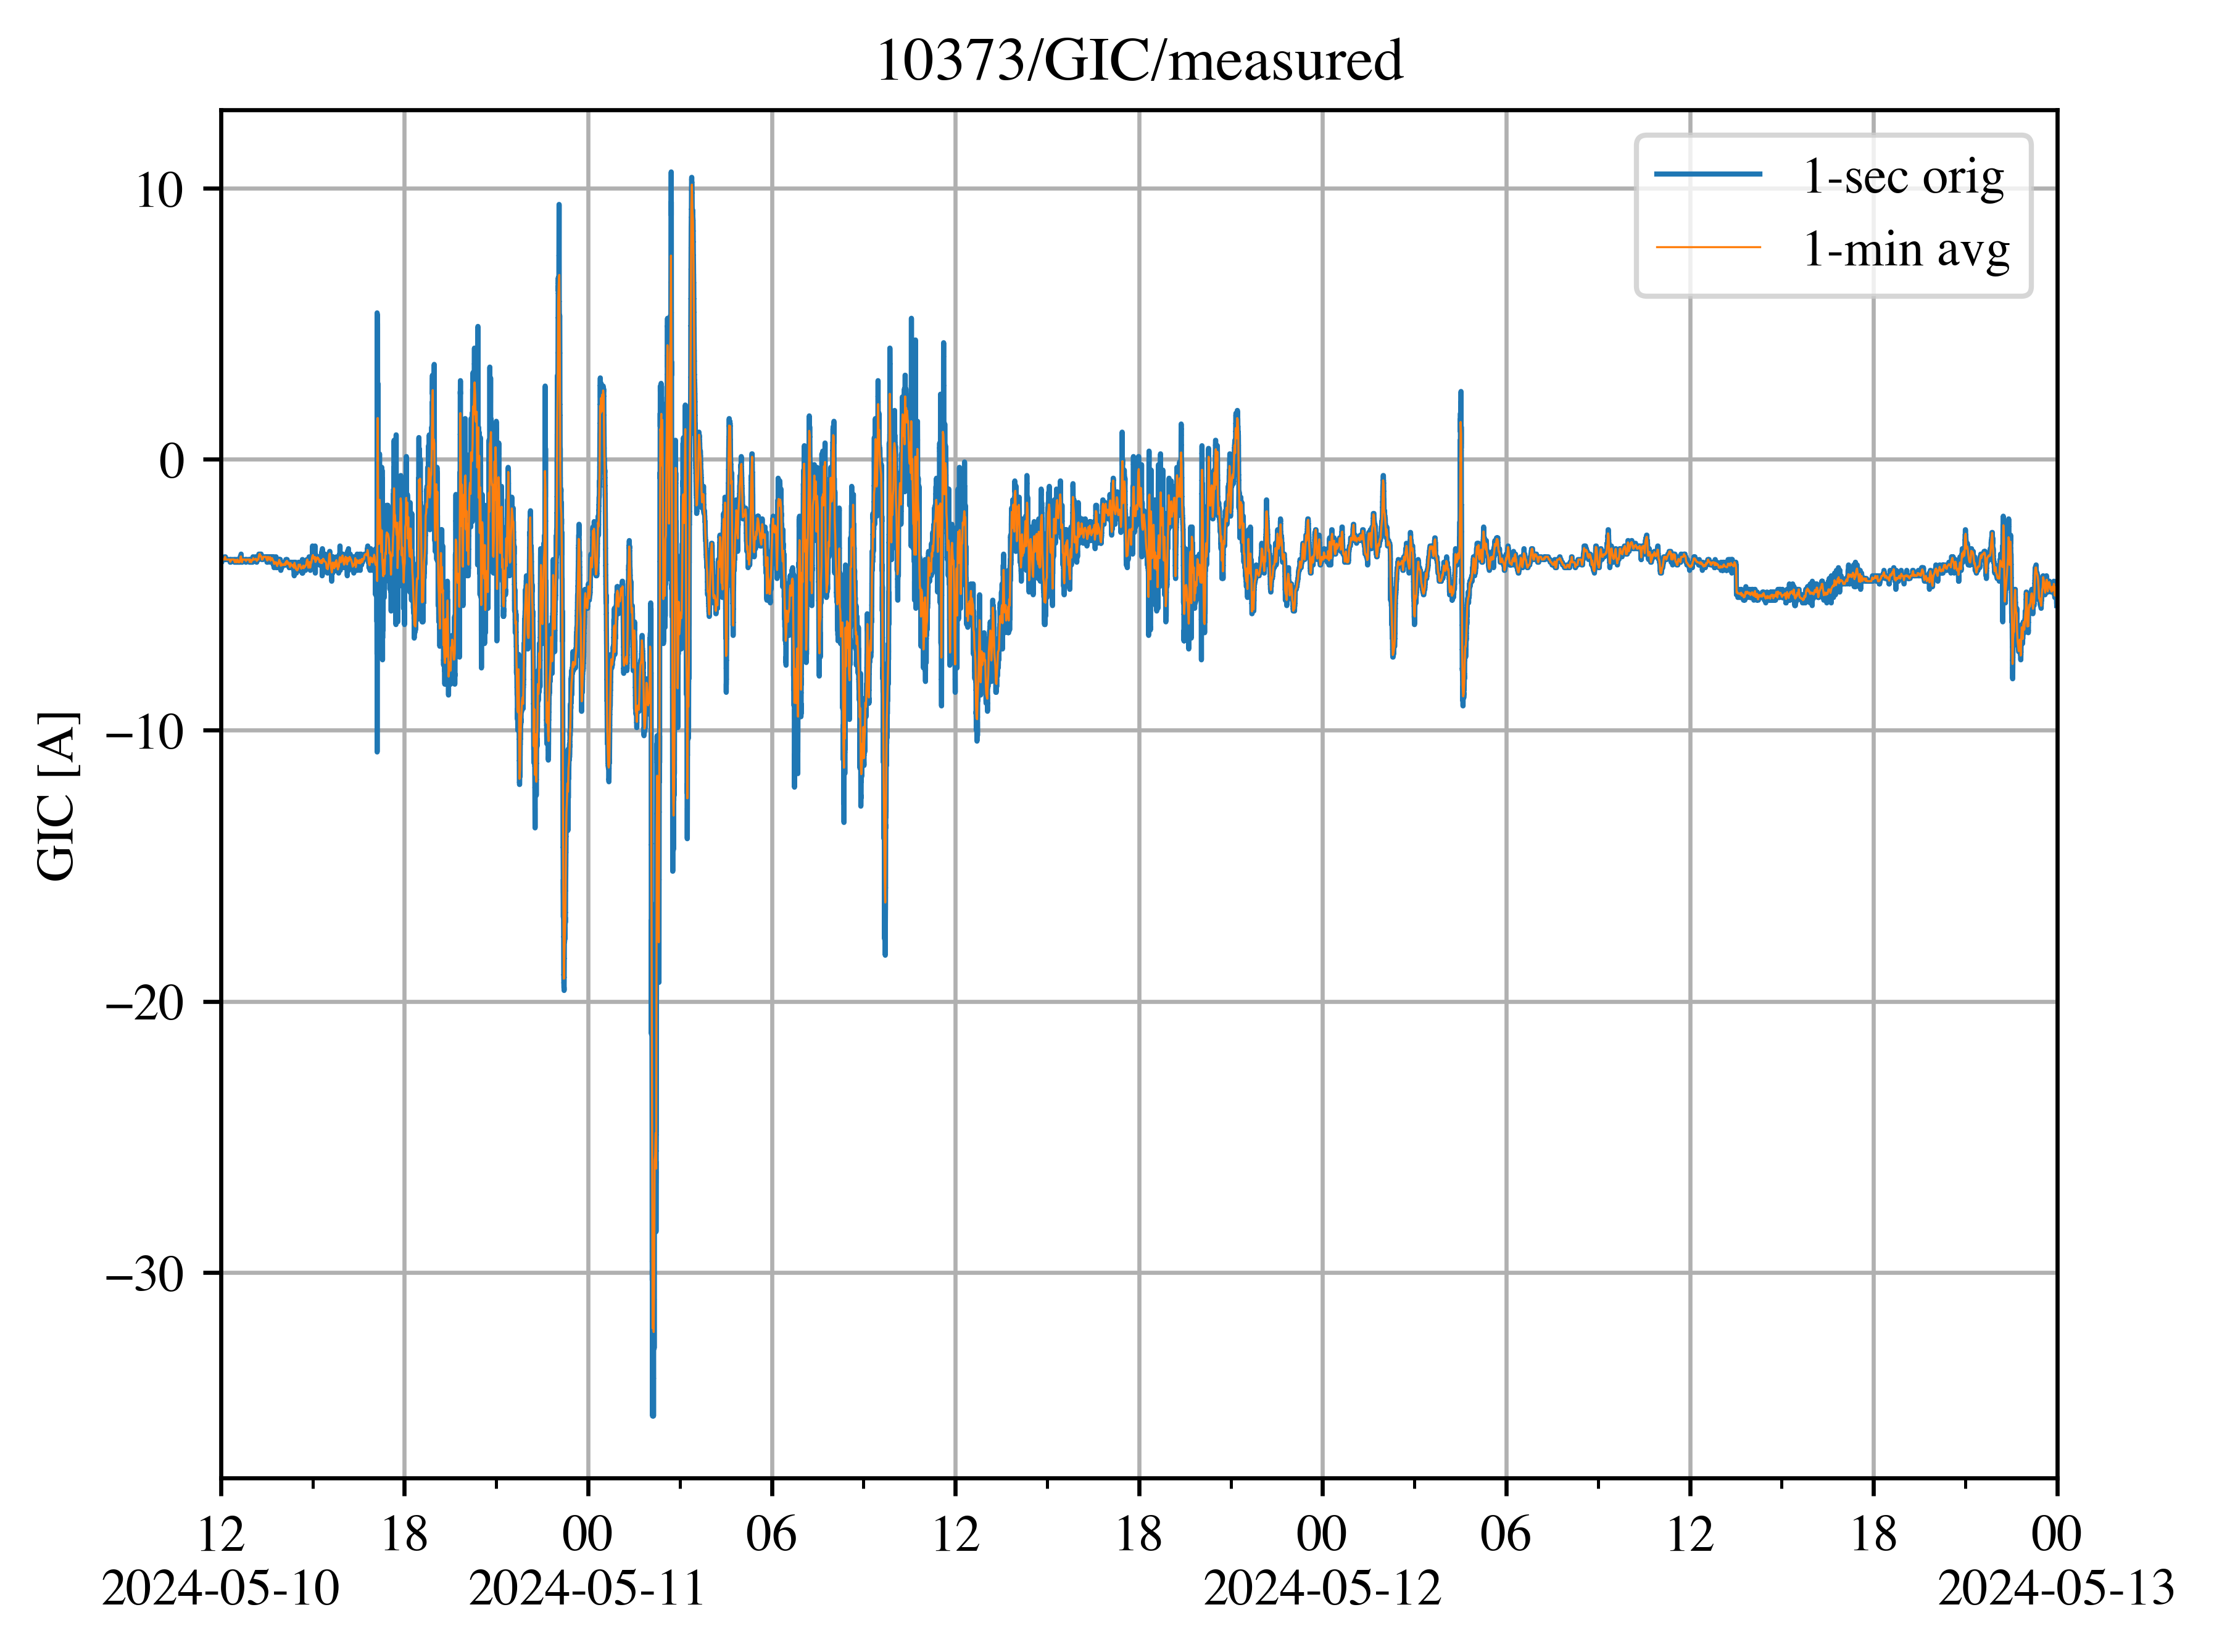 10373/GIC/measured
1-sec orig
1-min avg
GIC [A]
10
0
−10
−20
−30
12 18 00 06 12 18 00 06 12 18 00
2024-05-10 2024-05-11 2024-05-12 2024-05-13